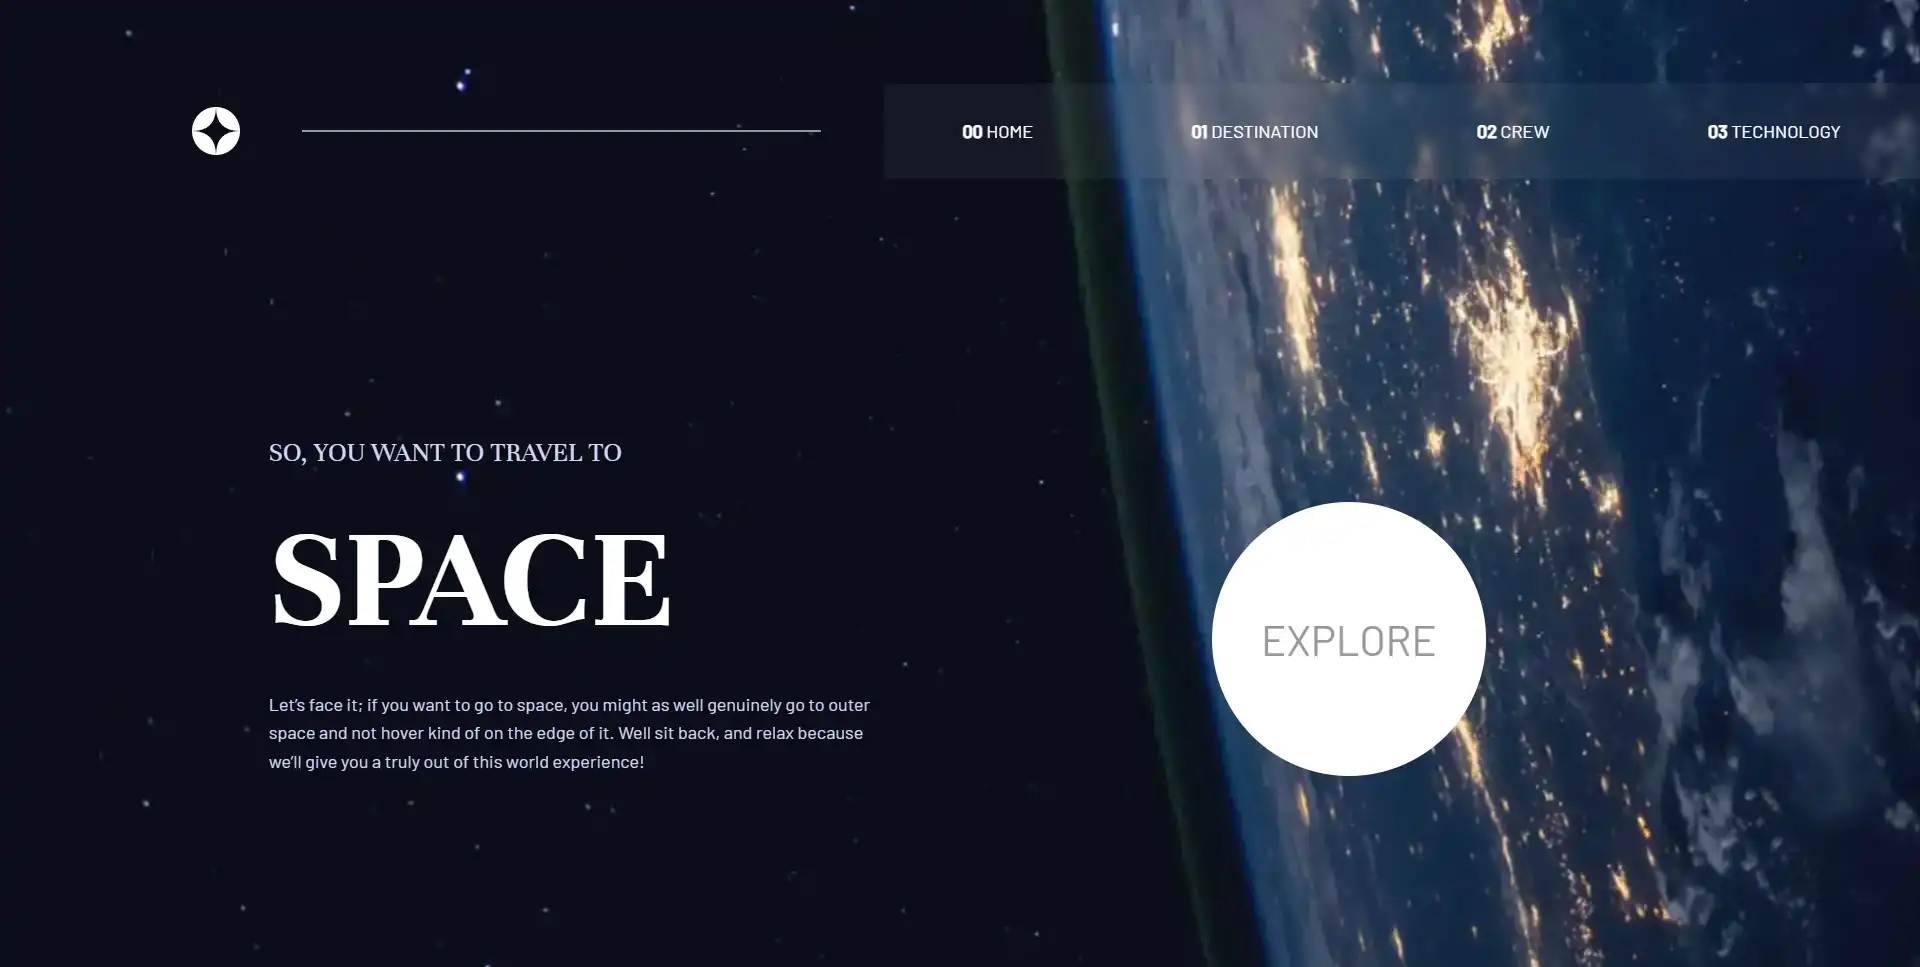 00 HOME
01 DESTINATION
02 CREW
03 TECHNOLOGY
SO, YOU WANT TO TRAVEL TO
SPACE
Let’s face it; if you want to go to space, you might as well genuinely go to outer
space and not hover kind of on the edge of it. Well sit back, and relax because
we’ll give you a truly out of this world experience!
EXPLORE